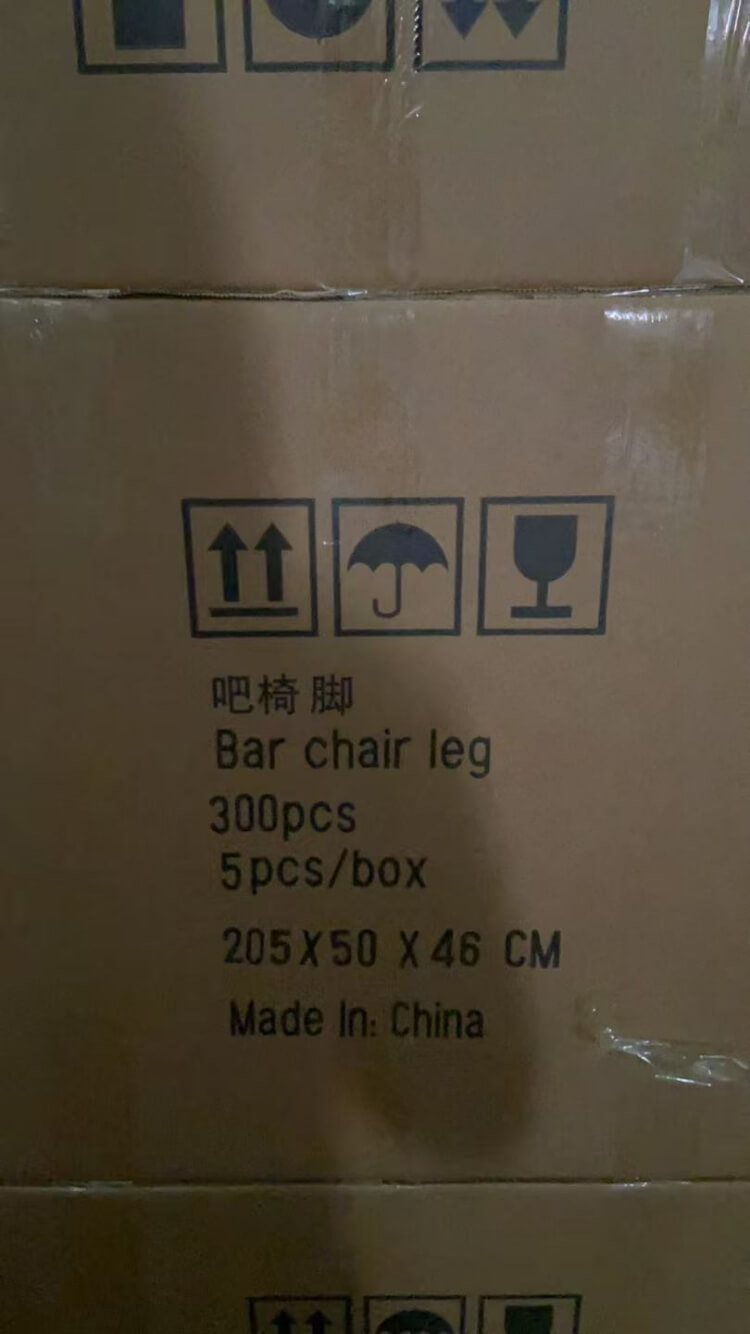 吧椅脚
Bar chair leg
300pcs
5pcs/box
205X50 X46 CM
Made In: China